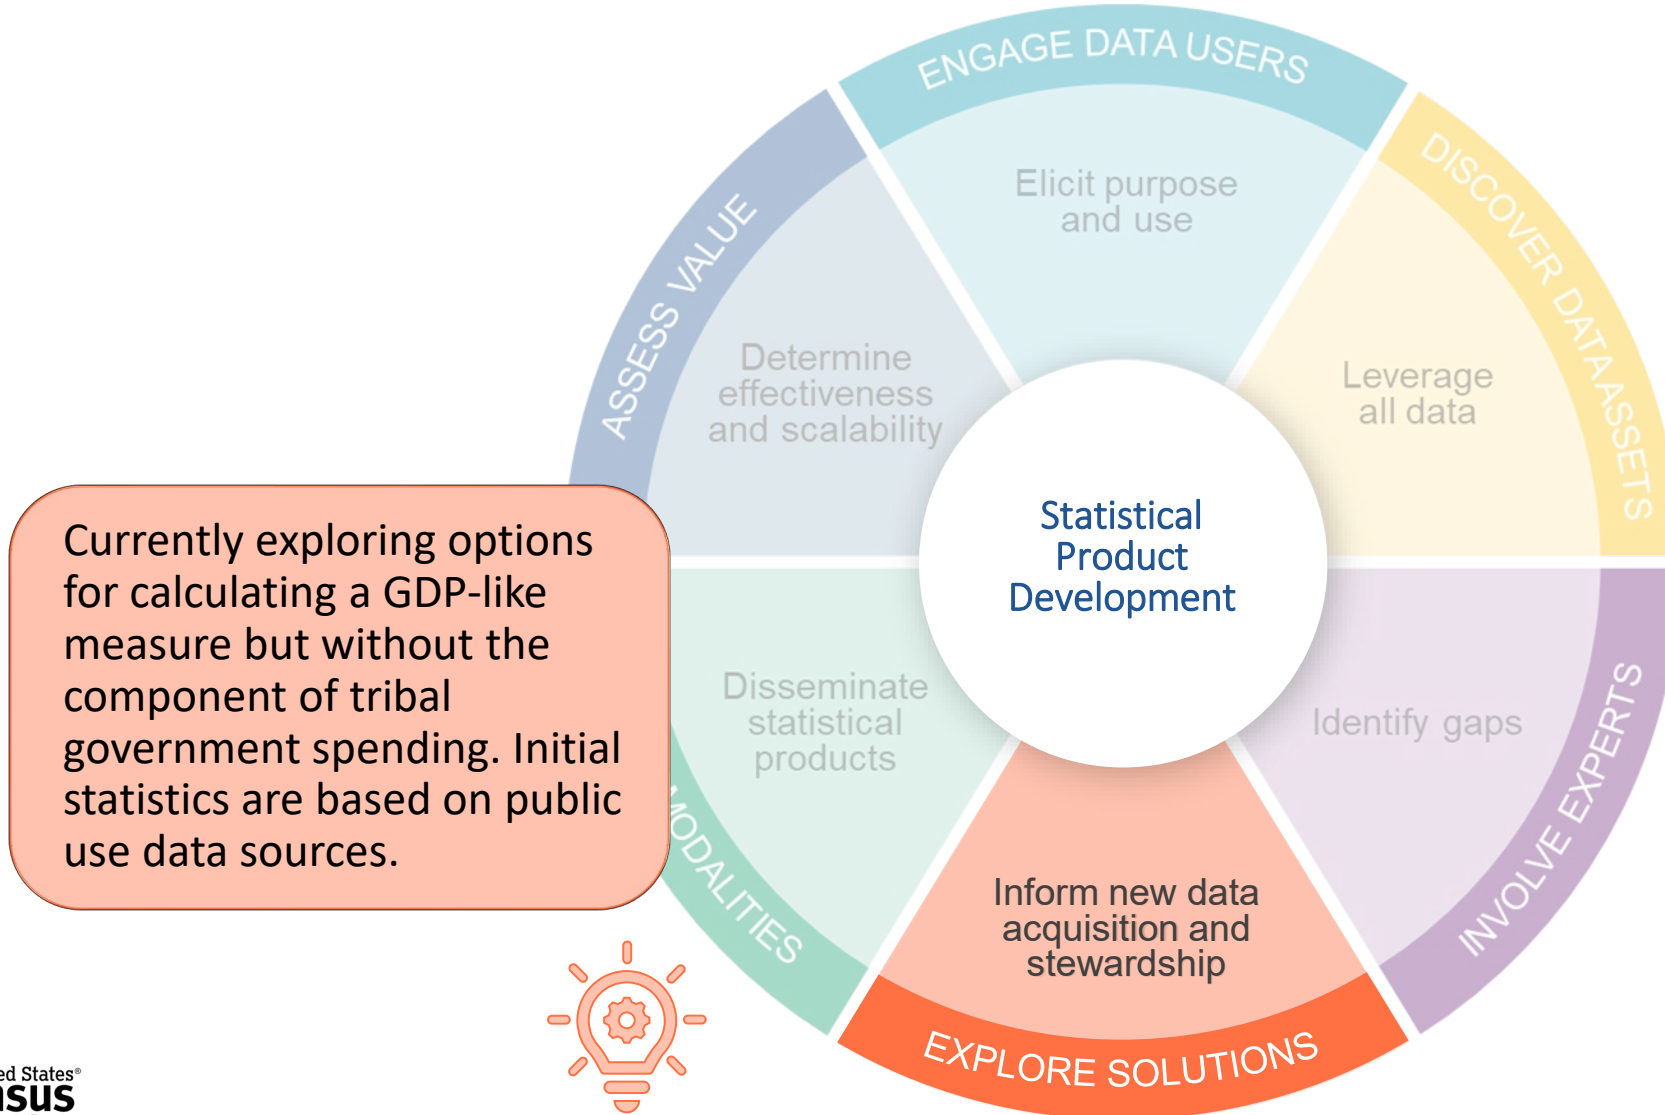 ENGAGE DATA USERS
Elicit purpose
and use
DISCOVER DATA ASSETS
Leverage
all data
ASSESS VALUE
Determine
effectiveness
and scalability
Statistical
Product
Development
Currently exploring options
for calculating a GDP-like
measure but without the
component of tribal
government spending. Initial
statistics are based on public
use data sources.
Disseminate
statistical
products
MODALITIES
Identify gaps
INVOLVE EXPERTS
Inform new data
acquisition and
stewardship
EXPLORE SOLUTIONS
States®